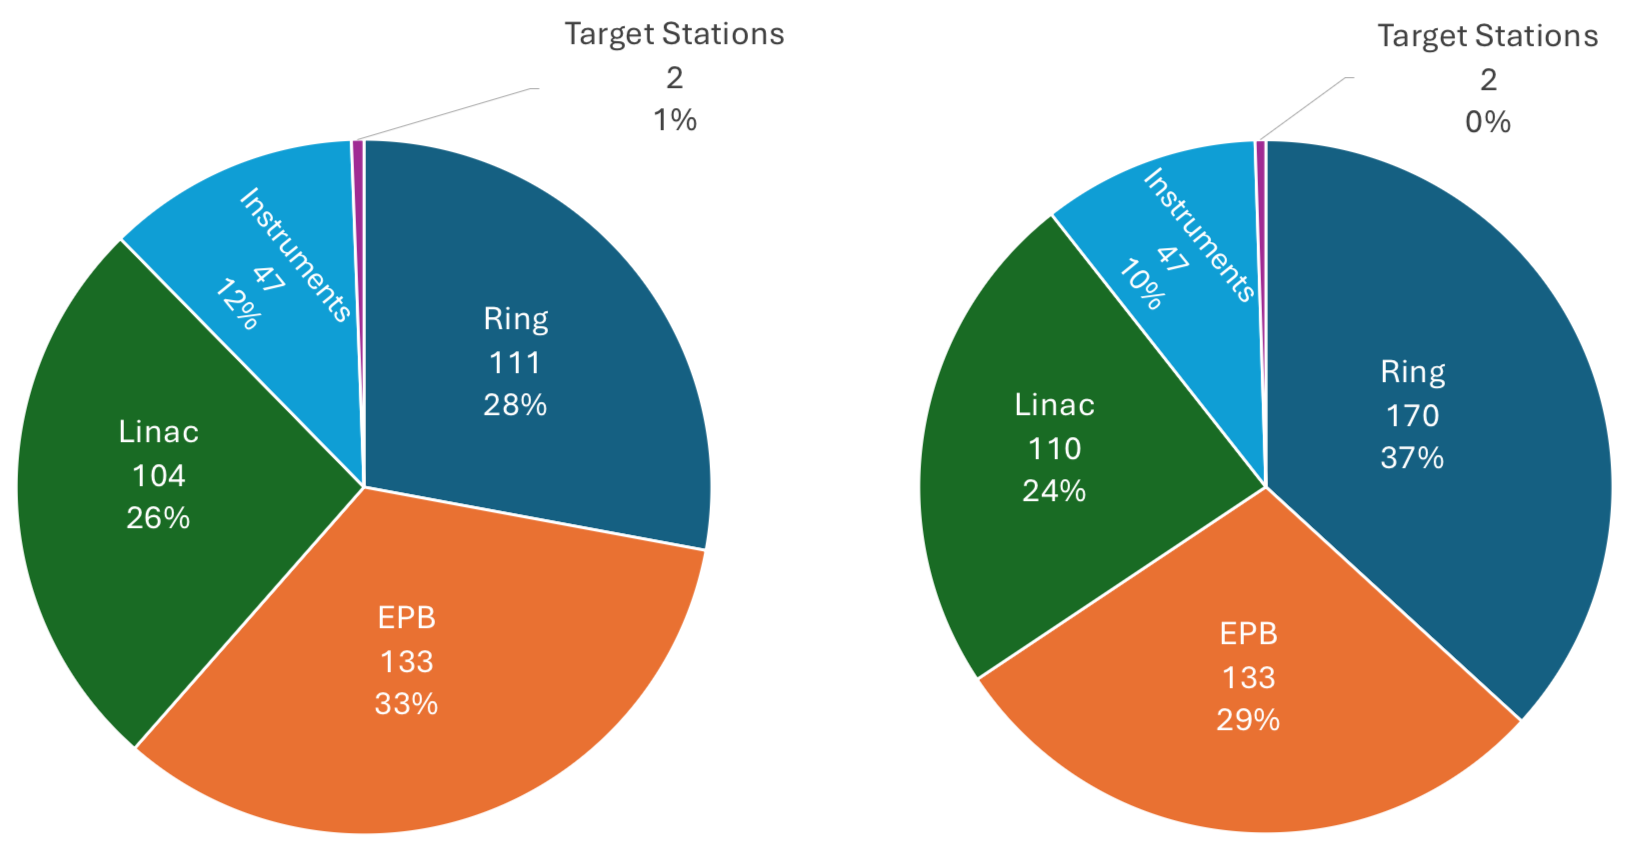 Target Stations
2
1%
Ring
111
28%
EPB
133
33%
Linac
104
26%
Instruments
47
12%
Target Stations
2
0%
Ring
170
37%
EPB
133
29%
Linac
110
24%
Instruments
47
10%